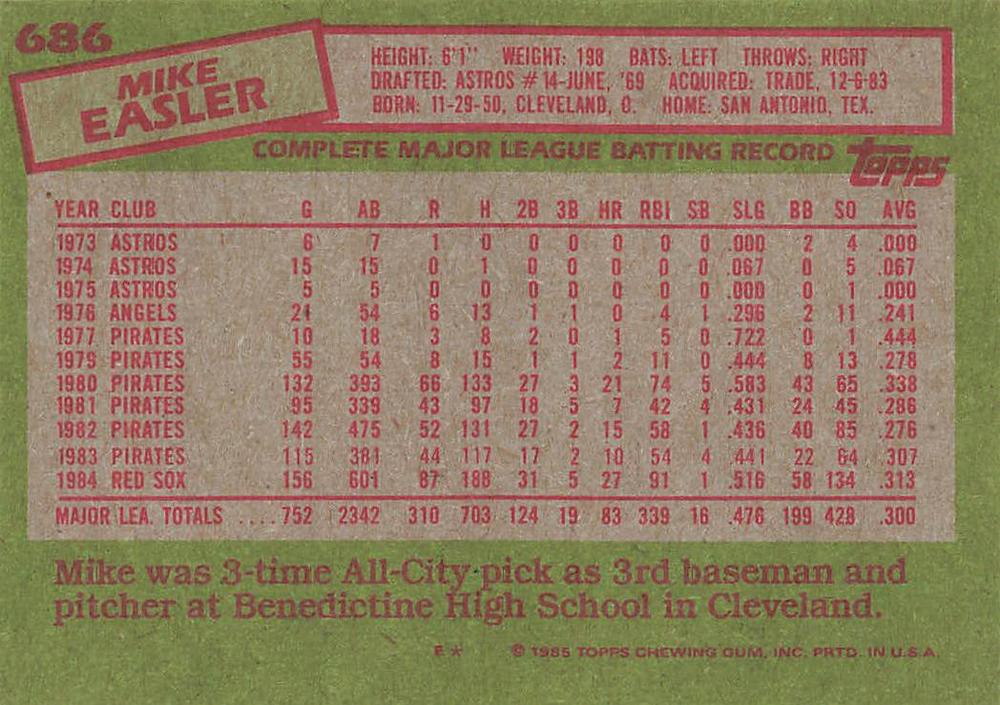 686
MIKE
EASLER
HEIGHT: 6'1" WEIGHT: 198 BATS: LEFT THROWS: RIGHT
DRAFTED: ASTROS #14-JUNE, '69 ACQUIRED: TRADE, 12-6-83
BORN: 11-29-50, CLEVELAND, O. HOME: SAN ANTONIO, TEX.
COMPLETE MAJOR LEAGUE BATTING RECORD
topps
YEAR CLUB G AB R H 2B 3B HR RBI SB SLG BB SO AVG
1973 ASTROS 6 7 1 0 0 0 0 0 0 .000 2 4 .000
1974 ASTROS 15 15 0 1 0 0 0 0 0 .067 0 5 .067
1975 ASTROS 5 5 0 0 0 0 0 0 0 .000 0 1 .000
1976 ANGELS 21 54 6 13 1 1 0 4 1 .296 2 11 .241
1977 PIRATES 10 18 3 8 2 0 1 5 0 .722 0 1 .444
1979 PIRATES 55 54 8 15 1 1 2 11 0 .444 8 13 .278
1980 PIRATES 132 393 66 133 27 3 21 74 5 .583 43 65 .338
1981 PIRATES 95 339 43 97 18 5 7 42 4 .431 24 45 .286
1982 PIRATES 142 475 52 131 27 2 15 58 1 .436 40 85 .276
1983 PIRATES 115 381 44 117 17 2 10 54 4 .441 22 64 .307
1984 RED SOX 156 601 87 188 31 5 27 91 1 .516 58 134 .313
MAJOR LEA. TOTALS ....752 2342 310 703 124 19 83 339 16 .476 199 428 .300
Mike was 3-time All-City pick as 3rd baseman and
pitcher at Benedictine High School in Cleveland.
E* © 1985 TOPPS CHEWING GUM, INC. PRTD. IN U.S.A.